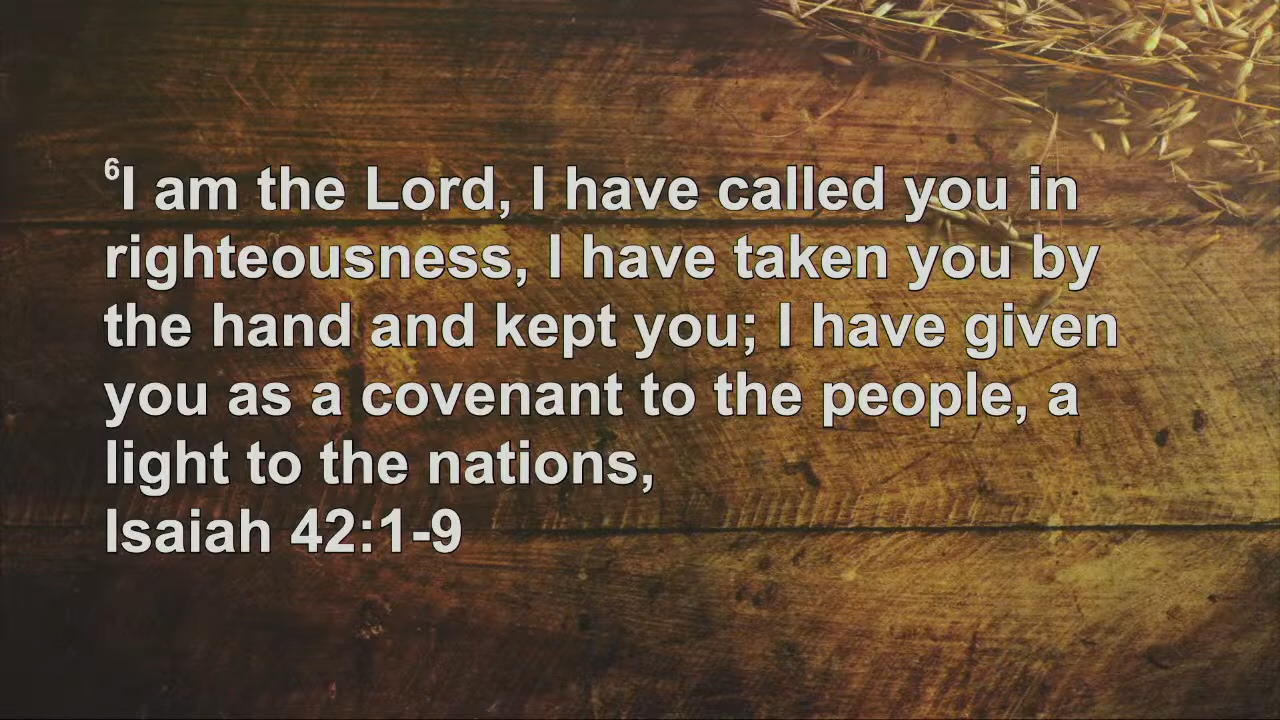 ⁶I am the Lord, I have called you in
righteousness, I have taken you by
the hand and kept you; I have given
you as a covenant to the people, a
light to the nations,
Isaiah 42:1-9